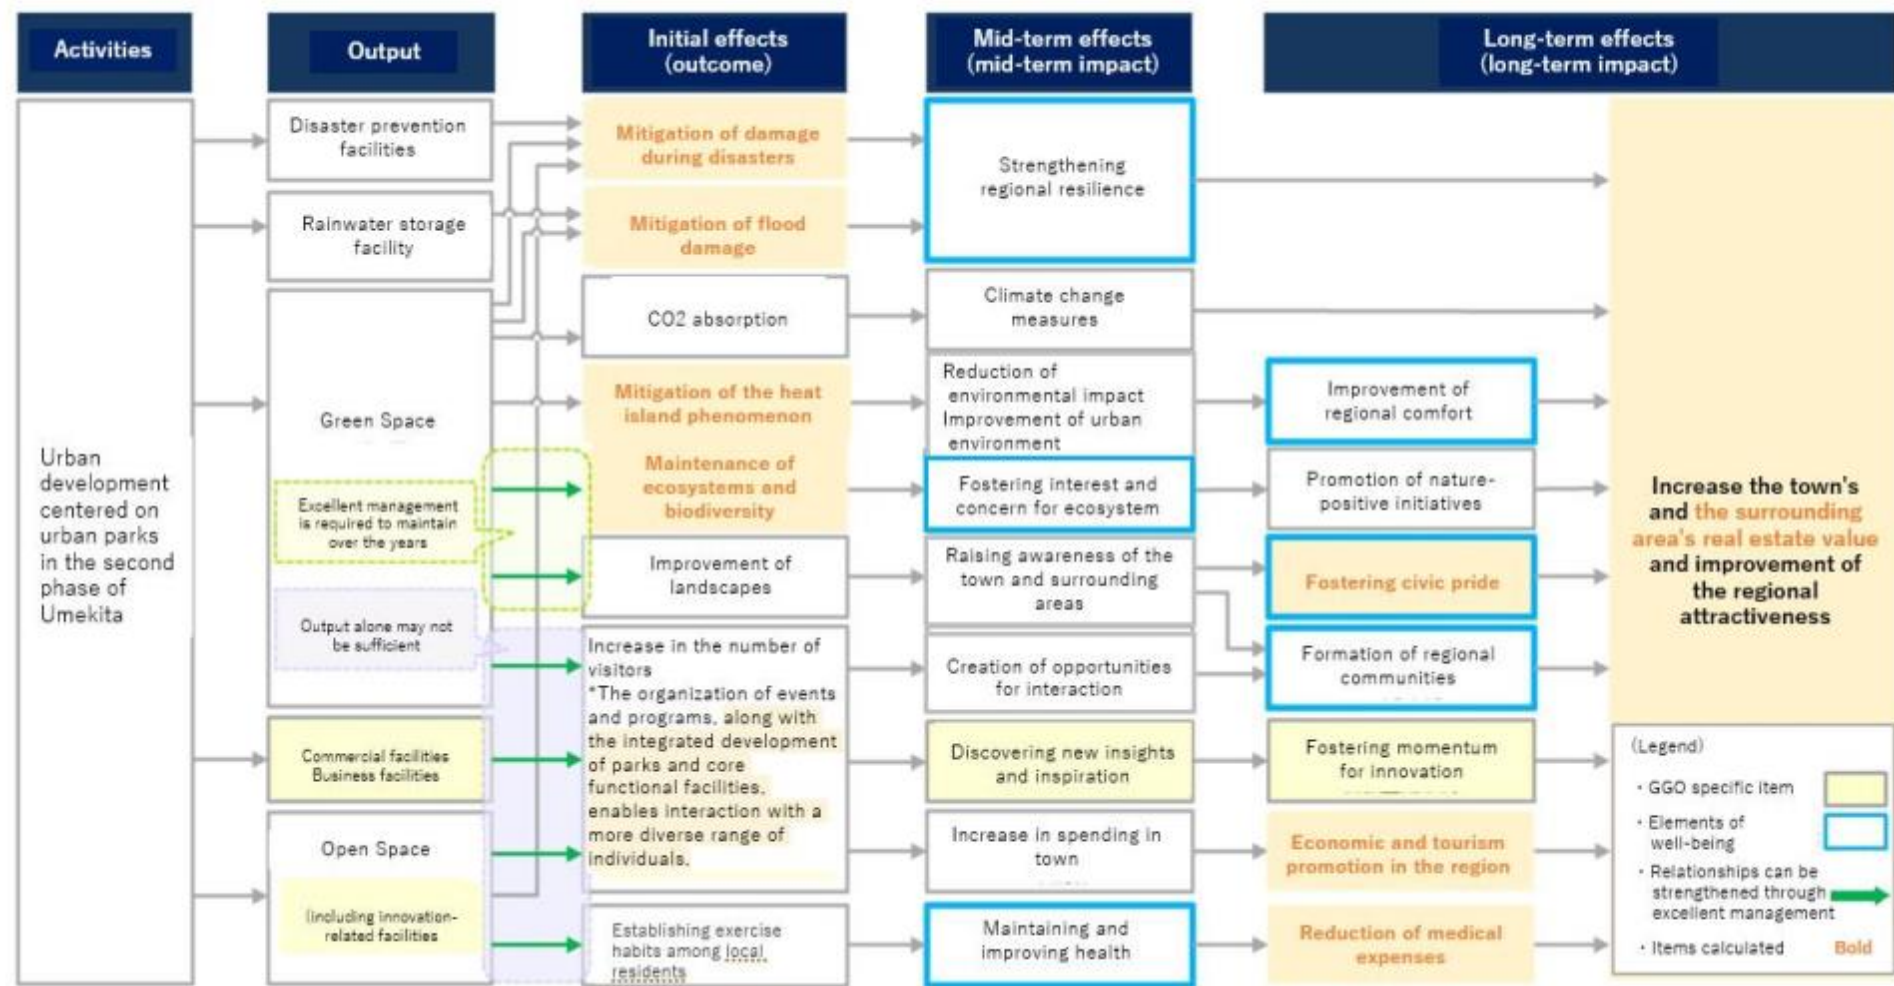 Activities
Output
Initial effects
(outcome)
Mid-term effects
(mid-term impact)
Long-term effects
(long-term impact)
Urban
development
centered on
urban parks
in the second
phase of
Umekita
Disaster prevention
facilities
Rainwater storage
facility
Green Space
Excellent management
is required to maintain
over the years
Output alone may not
be sufficient
Commercial facilities
Business facilities
Open Space
(including innovation-
related facilities
Mitigation of damage
during disasters
Mitigation of flood
damage
CO2 absorption
Mitigation of the heat
island phenomenon
Maintenance of
ecosystems and
biodiversity
Improvement of
landscapes
Increase in the number of
visitors
*The organization of events
and programs, along with
the integrated development
of parks and core
functional facilities,
enables interaction with a
more diverse range of
individuals.
Establishing exercise
habits among local
residents
Strengthening
regional resilience
Climate change
measures
Reduction of
environmental impact
Improvement of urban
environment
Fostering interest and
concern for ecosystem
Raising awareness of the
town and surrounding
areas
Creation of opportunities
for interaction
Discovering new insights
and inspiration
Increase in spending in
town
Maintaining and
improving health
Improvement of
regional comfort
Promotion of nature-
positive initiatives
Fostering civic pride
Formation of regional
communities
Fostering momentum
for innovation
Economic and tourism
promotion in the region
Reduction of medical
expenses
Increase the town's
and the surrounding
area's real estate value
and improvement of
the regional
attractiveness
(Legend)
・GGO specific item
・Elements of
well-being
・Relationships can be
strengthened through
excellent management
・Items calculated Bold